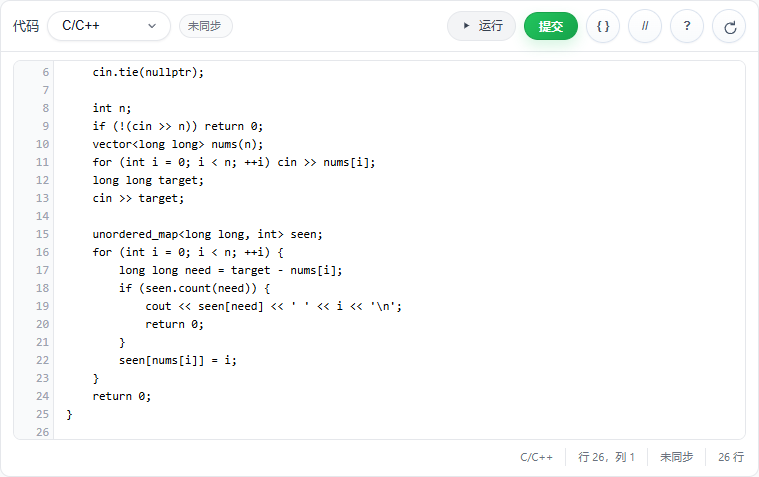 代码 C/C++ 未同步 运行 提交 { } // ?
6     cin.tie(nullptr);
7
8     int n;
9     if (!(cin >> n)) return 0;
10     vector<long long> nums(n);
11     for (int i = 0; i < n; ++i) cin >> nums[i];
12     long long target;
13     cin >> target;
14
15     unordered_map<long long, int> seen;
16     for (int i = 0; i < n; ++i) {
17         long long need = target - nums[i];
18         if (seen.count(need)) {
19             cout << seen[need] << ' ' << i << '\n';
20             return 0;
21         }
22         seen[nums[i]] = i;
23     }
24     return 0;
25 }
26
C/C++ 行 26，列 1 未同步 26 行